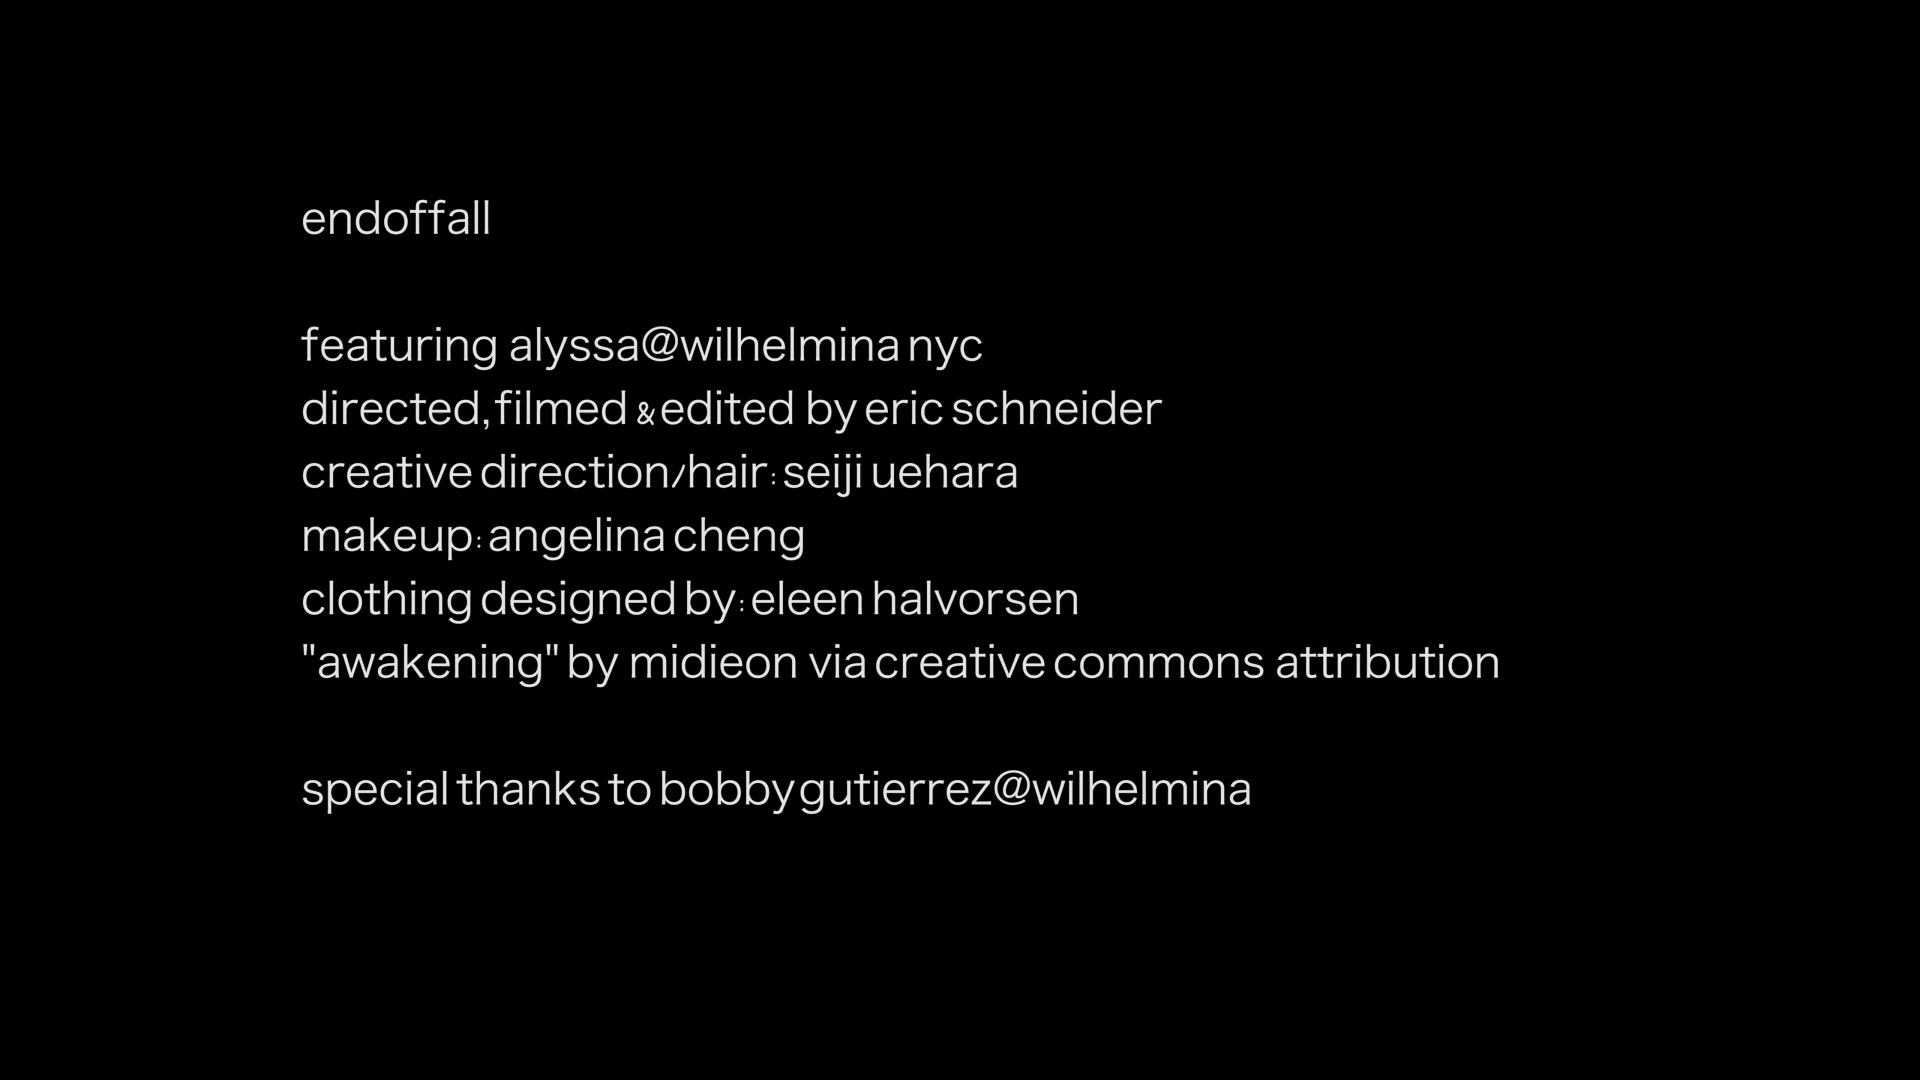 endoffall
featuring alyssa@wilhelmina nyc
directed, filmed & edited by eric schneider
creative direction/hair: seiji uehara
makeup: angelina cheng
clothing designed by: eleen halvorsen
"awakening" by midieon via creative commons attribution
special thanks to bobby gutierrez@wilhelmina